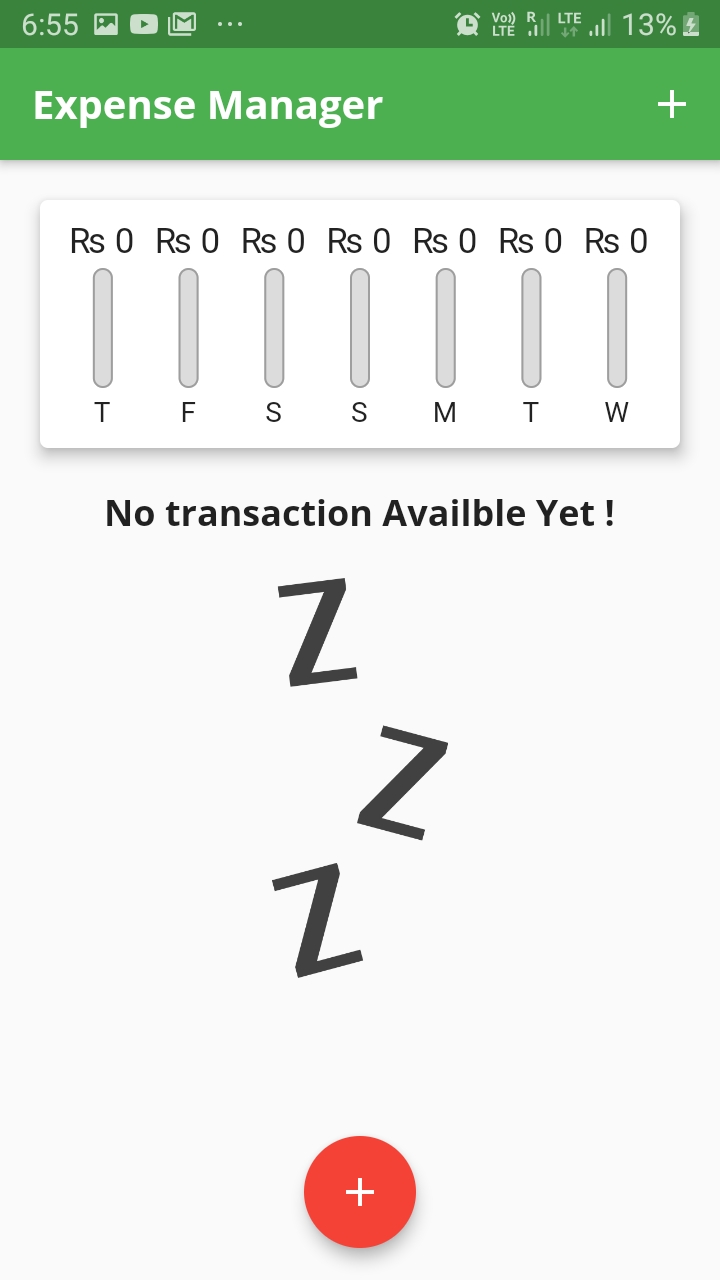 6:55 ... Vo)) LTE R LTE 13%
Expense Manager +
₨ 0 ₨ 0 ₨ 0 ₨ 0 ₨ 0 ₨ 0 ₨ 0
T F S S M T W
No transaction Availble Yet !
Z
Z
Z
+